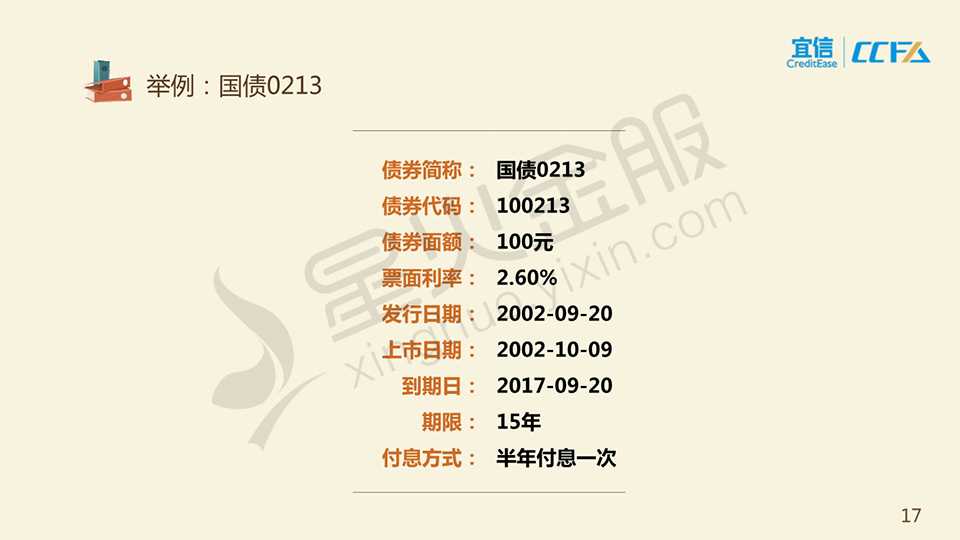 宜信
CreditEase
CCFA
举例：国债0213
债券简称： 国债0213
债券代码： 100213
债券面额： 100元
票面利率： 2.60%
发行日期： 2002-09-20
上市日期： 2002-10-09
到期日： 2017-09-20
期限： 15年
付息方式： 半年付息一次
星火金服
xinghuo.yixin.com
17